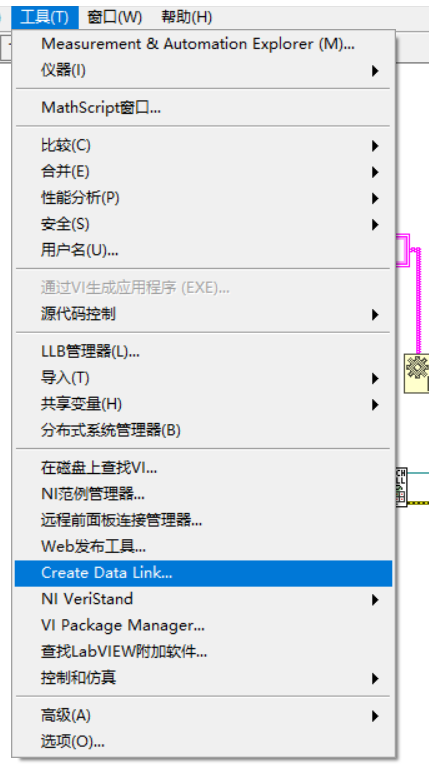 工具(T) 窗口(W) 帮助(H)
Measurement & Automation Explorer (M)...
仪器(I)
MathScript窗口...
比较(C)
合并(E)
性能分析(P)
安全(S)
用户名(U)...
通过VI生成应用程序 (EXE)...
源代码控制
LLB管理器(L)...
导入(T)
共享变量(H)
分布式系统管理器(B)
在磁盘上查找VI...
NI范例管理器...
远程前面板连接管理器...
Web发布工具...
Create Data Link...
NI VeriStand
VI Package Manager...
查找LabVIEW附加软件...
控制和仿真
高级(A)
选项(O)...